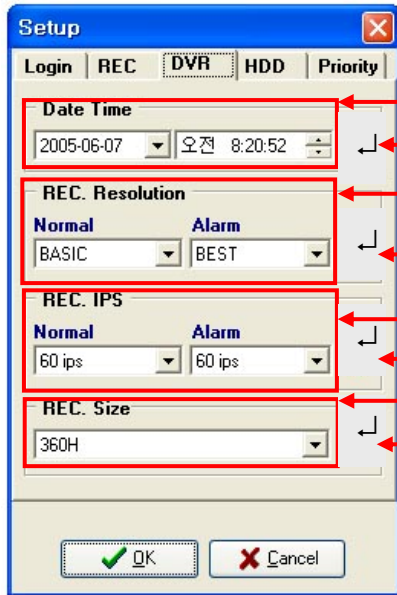 Setup
Login REC DVR HDD Priority
Date Time
2005-06-07 오전 8:20:52
REC. Resolution
Normal Alarm
BASIC BEST
REC. IPS
Normal Alarm
60 ips 60 ips
REC. Size
360H
OK Cancel